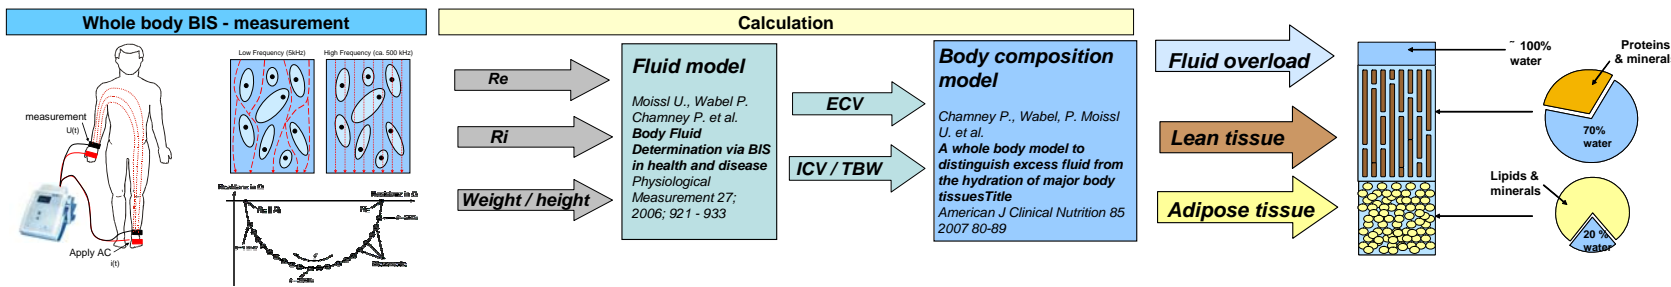 Whole body BIS - measurement
Calculation
Low Frequency (5kHz)
High Frequency (ca. 500 kHz)
measurement
U(t)
Apply AC
i(t)
Re
Ri
Weight / height
Fluid model
Moissl U., Wabel P.
Chamney P. et al.
Body Fluid
Determination via BIS
in health and disease
Physiological
Measurement 27;
2006; 921 - 933
ECV
ICV / TBW
Body composition
model
Chamney P., Wabel, P. Moissl
U. et al.
A whole body model to
distinguish excess fluid from
the hydration of major body
tissuesTitle
American J Clinical Nutrition 85
2007 80-89
Fluid overload
Lean tissue
Adipose tissue
~ 100%
water
Proteins
& minerals
70%
water
Lipids &
minerals
20 %
water